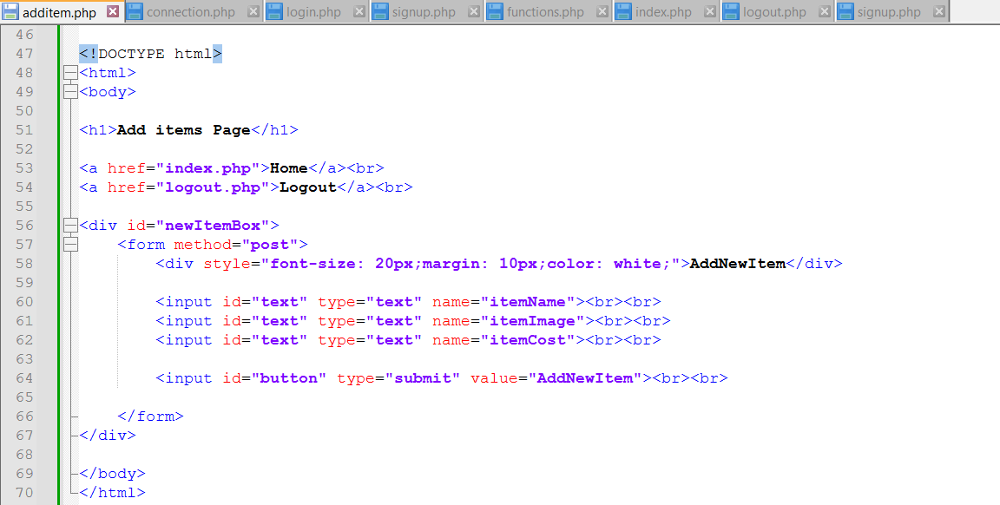 additem.php connection.php login.php signup.php functions.php index.php logout.php signup.php
46
47 <!DOCTYPE html>
48 <html>
49 <body>
50
51 <h1>Add items Page</h1>
52
53 <a href="index.php">Home</a><br>
54 <a href="logout.php">Logout</a><br>
55
56 <div id="newItemBox">
57 <form method="post">
58 <div style="font-size: 20px;margin: 10px;color: white;">AddNewItem</div>
59
60 <input id="text" type="text" name="itemName"><br><br>
61 <input id="text" type="text" name="itemImage"><br><br>
62 <input id="text" type="text" name="itemCost"><br><br>
63
64 <input id="button" type="submit" value="AddNewItem"><br><br>
65
66 </form>
67 </div>
68
69 </body>
70 </html>